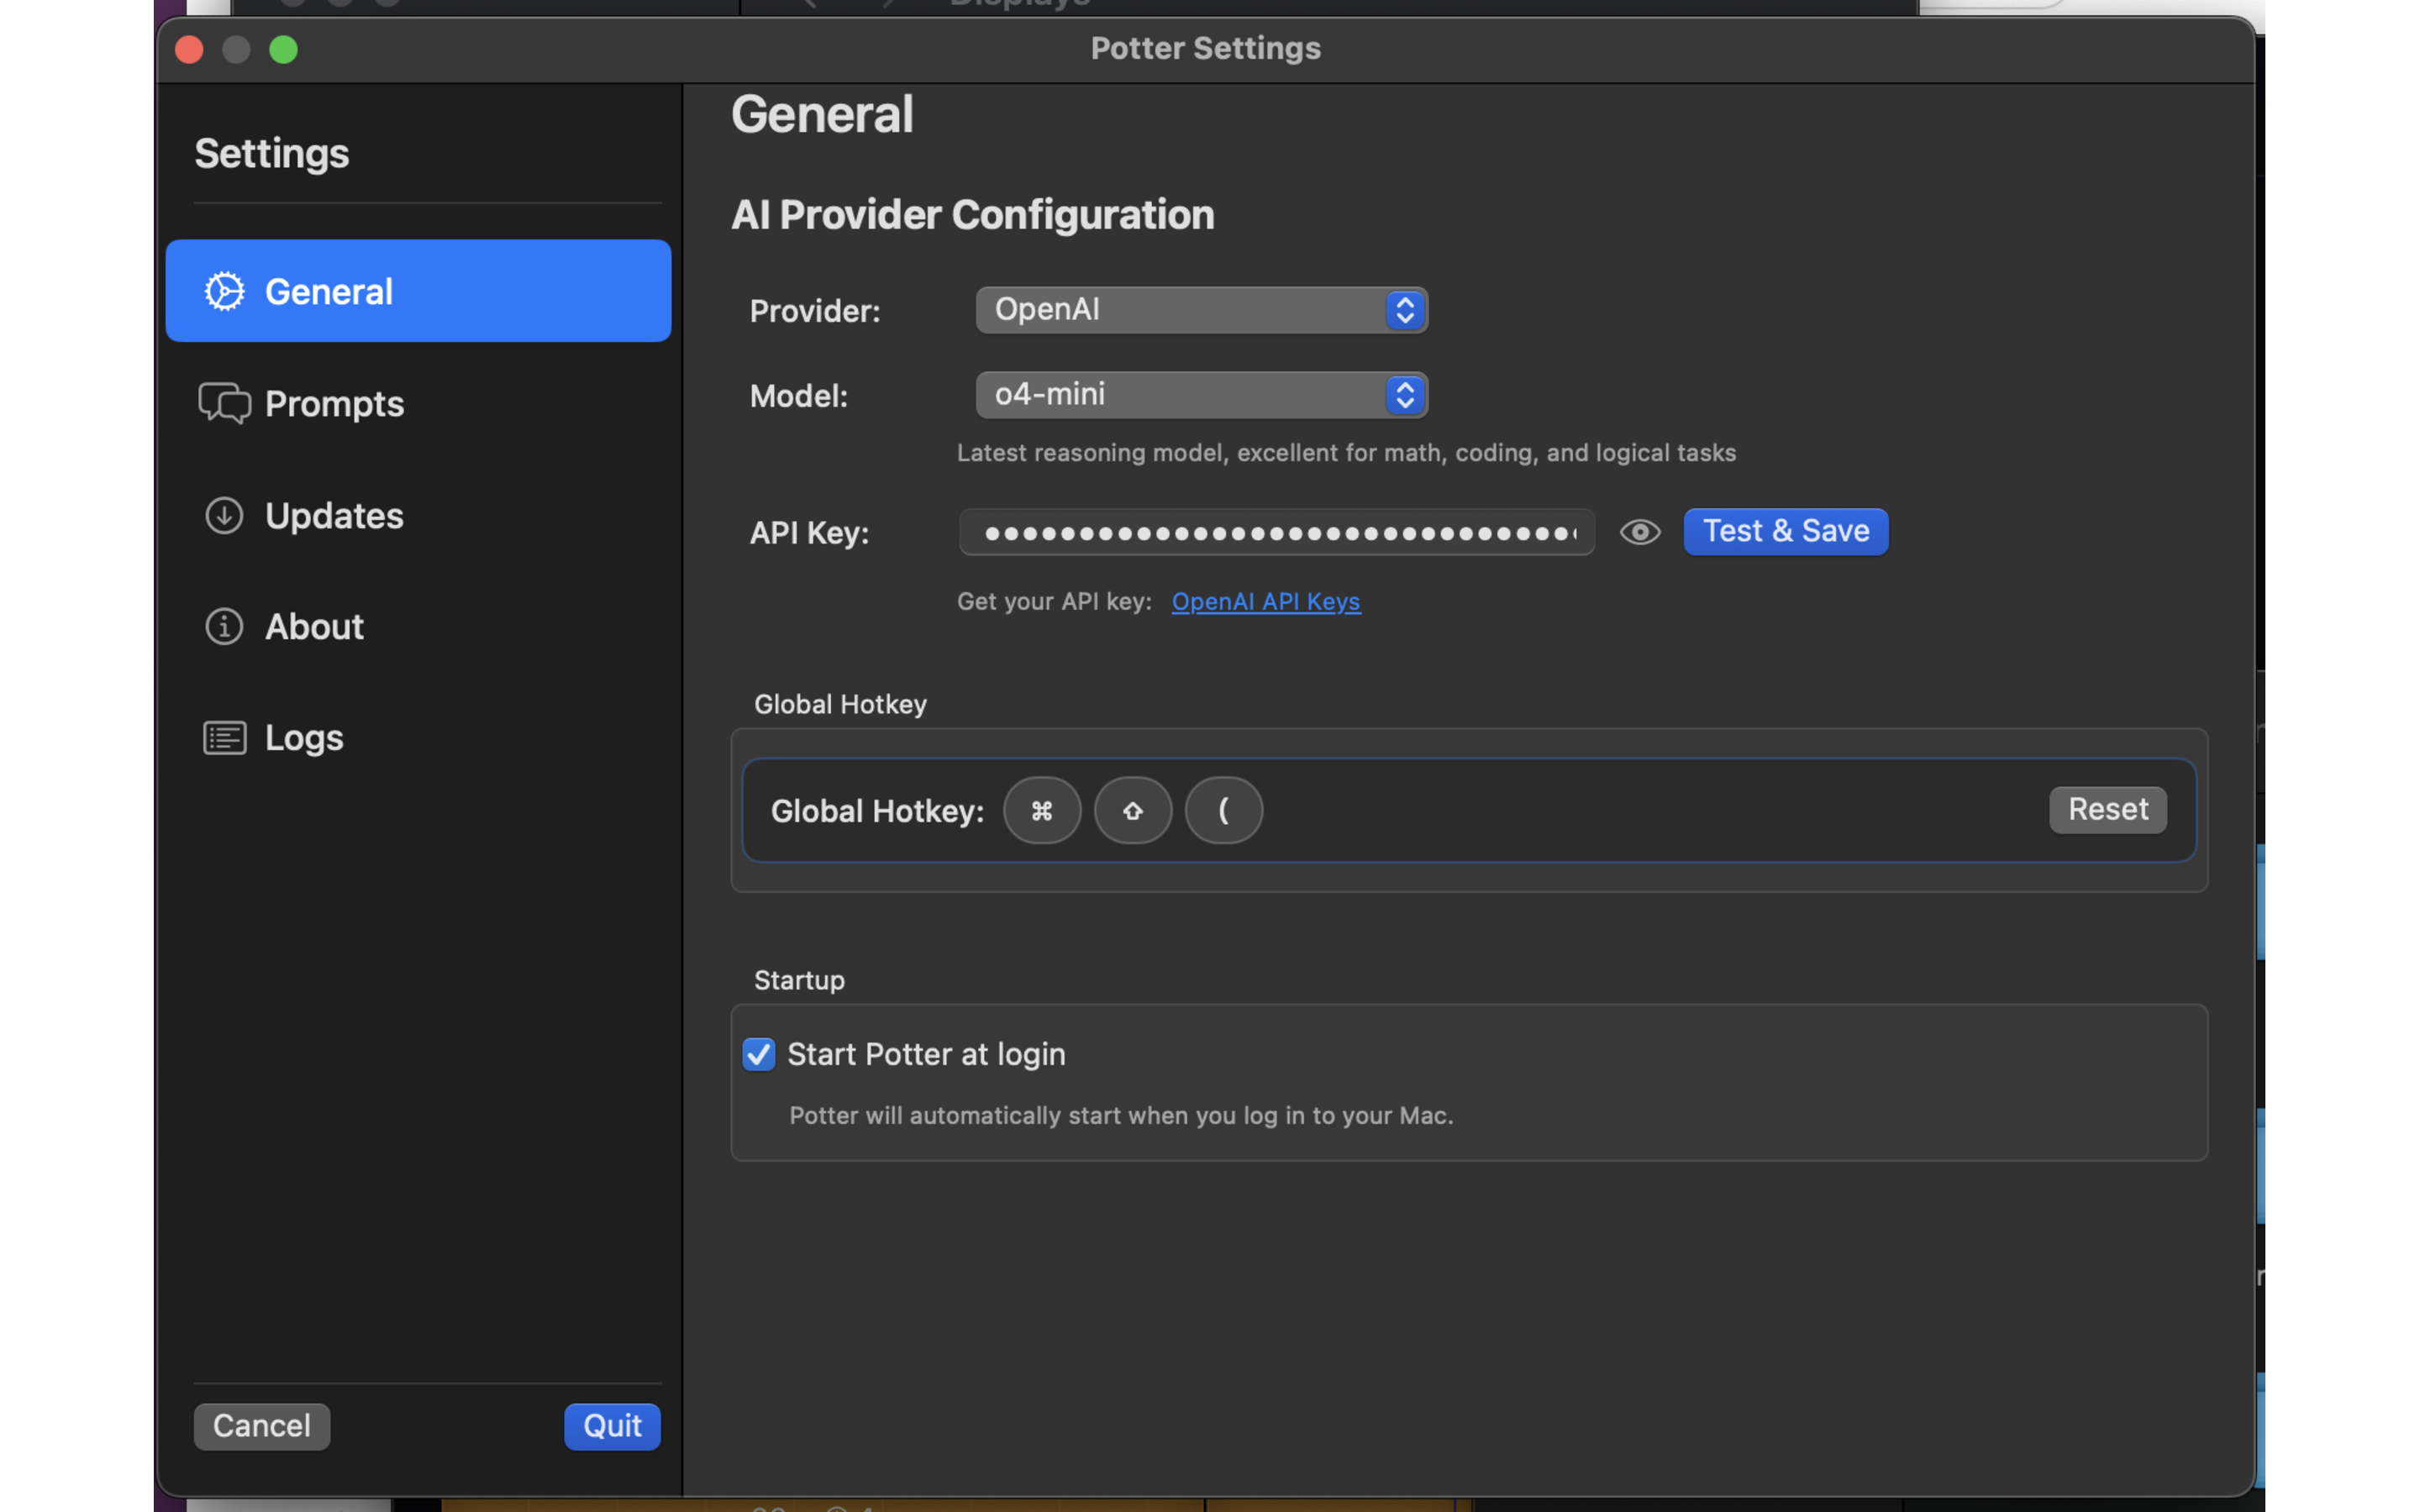 Displays
Potter Settings
Settings
General
Prompts
Updates
About
Logs
Cancel
Quit
General
AI Provider Configuration
Provider: OpenAI
Model: o4-mini
Latest reasoning model, excellent for math, coding, and logical tasks
API Key: Test & Save
Get your API key: OpenAI API Keys
Global Hotkey
Global Hotkey: ⌘ ⇧ ( Reset
Startup
Start Potter at login
Potter will automatically start when you log in to your Mac.